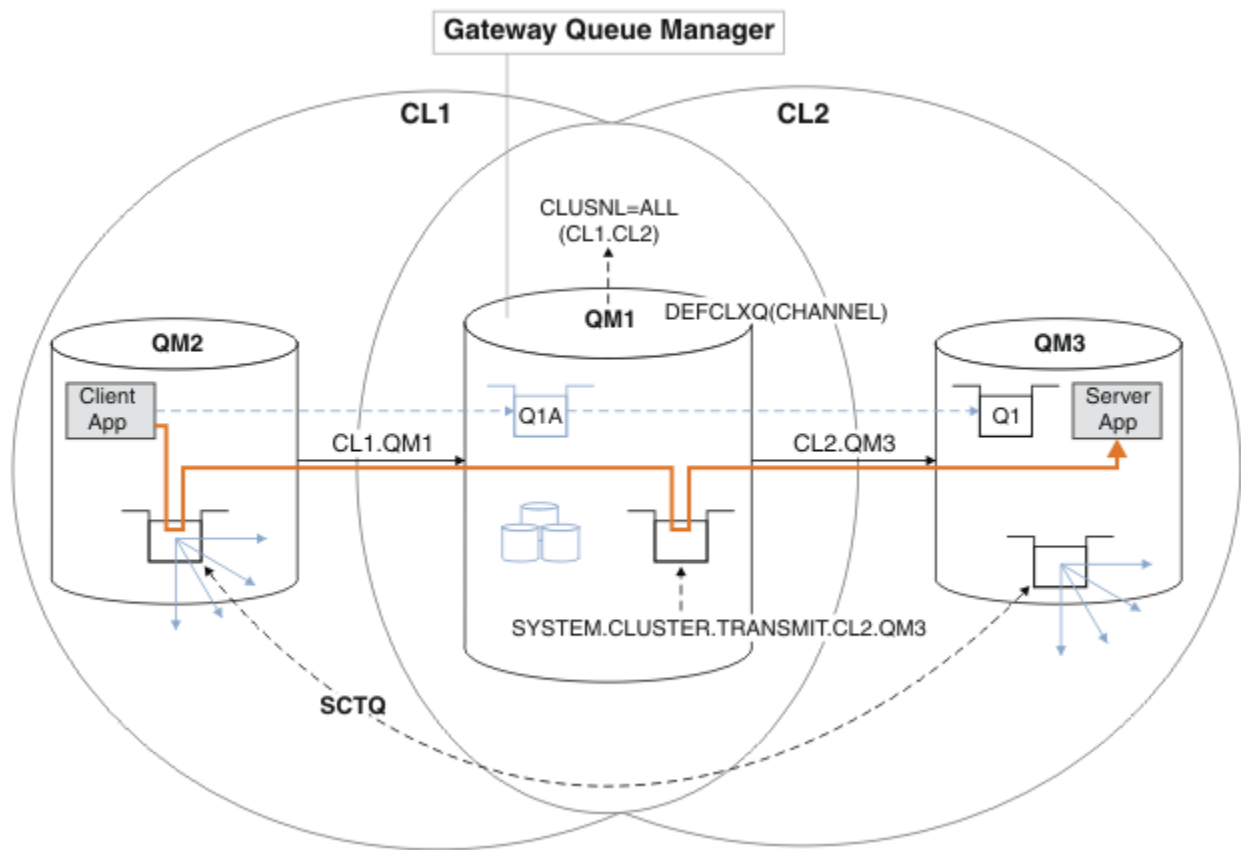 Gateway Queue Manager
CL1
CL2
CLUSNL=ALL
(CL1.CL2)
QM2
QM1
DEFCLXQ(CHANNEL)
QM3
Client
App
Q1A
Q1
Server
App
CL1.QM1
CL2.QM3
SYSTEM.CLUSTER.TRANSMIT.CL2.QM3
SCTQ